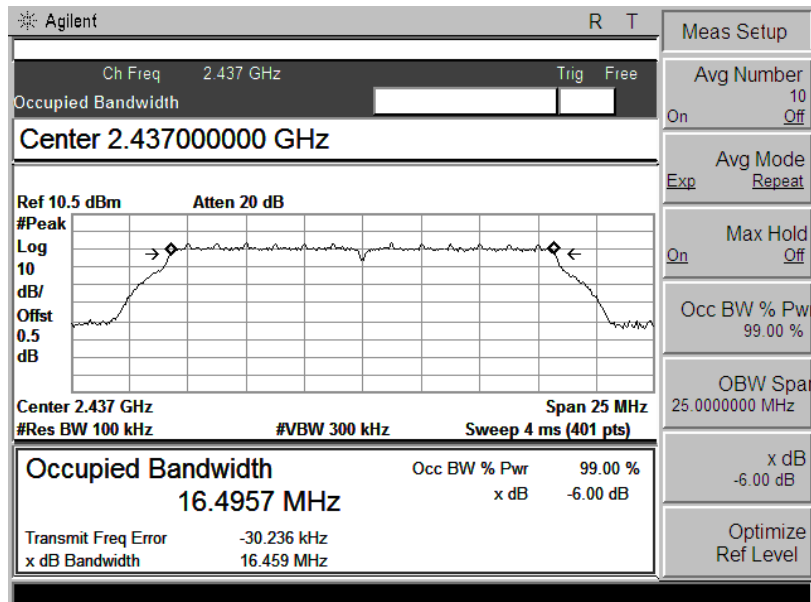 Agilent R T
Ch Freq 2.437 GHz Trig Free
Occupied Bandwidth
Center 2.437000000 GHz
Ref 10.5 dBm Atten 20 dB
#Peak
Log
10
dB/
Offst
0.5
dB
Center 2.437 GHz Span 25 MHz
#Res BW 100 kHz #VBW 300 kHz Sweep 4 ms (401 pts)
Occupied Bandwidth
16.4957 MHz
Occ BW % Pwr 99.00 %
x dB -6.00 dB
Transmit Freq Error -30.236 kHz
x dB Bandwidth 16.459 MHz
Meas Setup
Avg Number
10
On Off
Avg Mode
Exp Repeat
Max Hold
On Off
Occ BW % Pwr
99.00 %
OBW Spa
25.0000000 MHz
x dB
-6.00 dB
Optimize
Ref Level